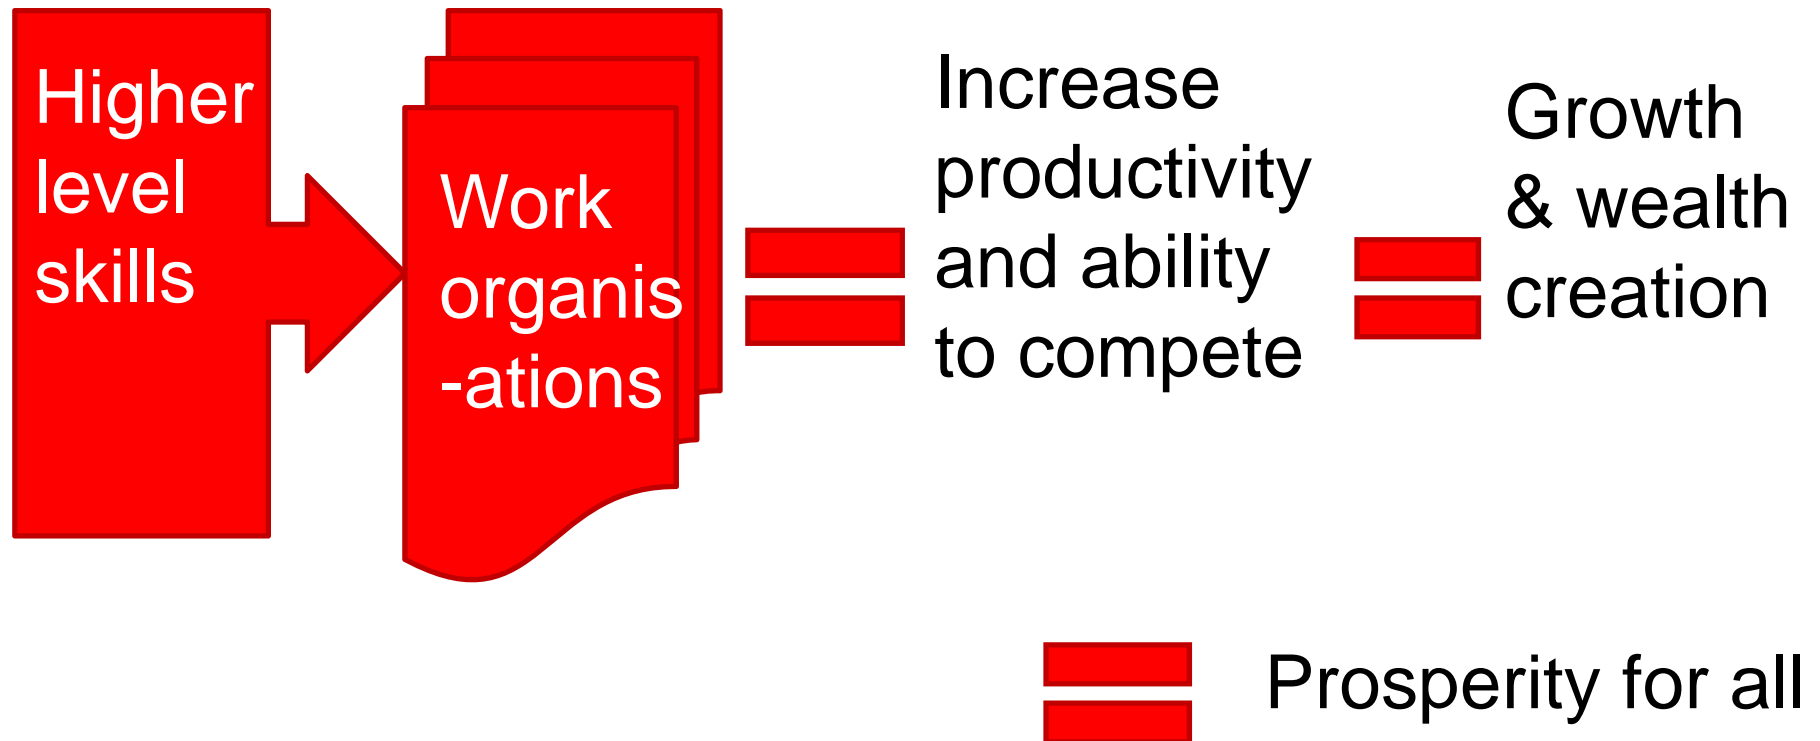 Higher
level
skills
Work
organis
-ations
Increase
productivity
and ability
to compete
Growth
& wealth
creation
Prosperity for all